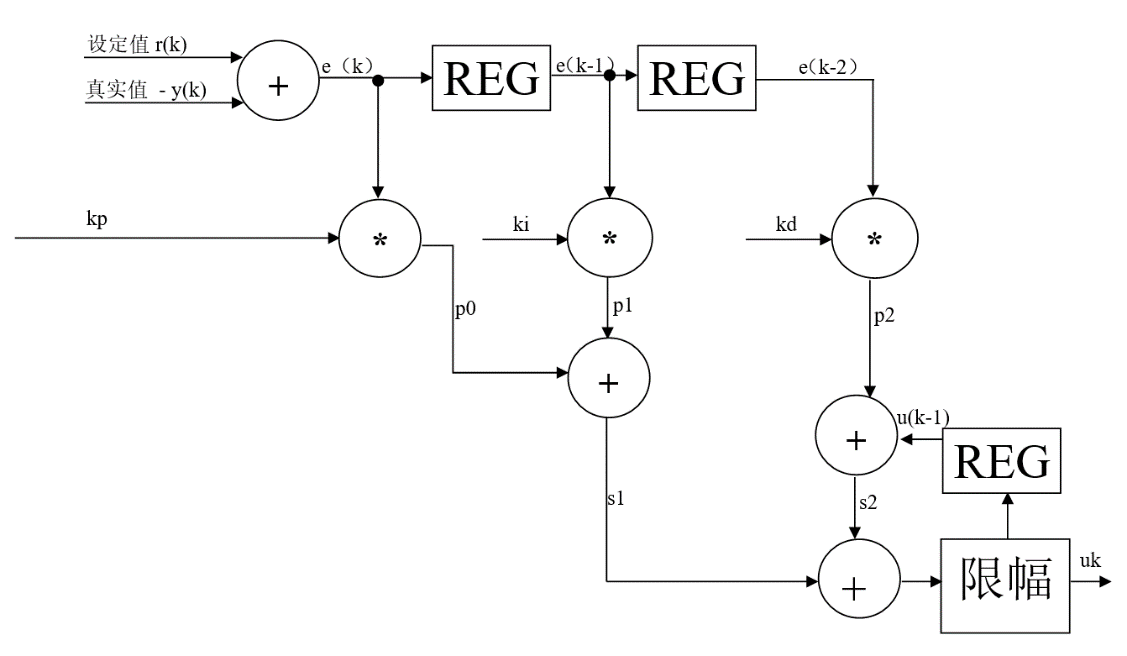 设定值 r(k)
真实值 - y(k)
+
e（k）
REG
e（k-1）
REG
e（k-2）
kp
*
ki
*
kd
*
p0
p1
p2
+
+
u(k-1)
REG
s1
s2
+
限幅
uk